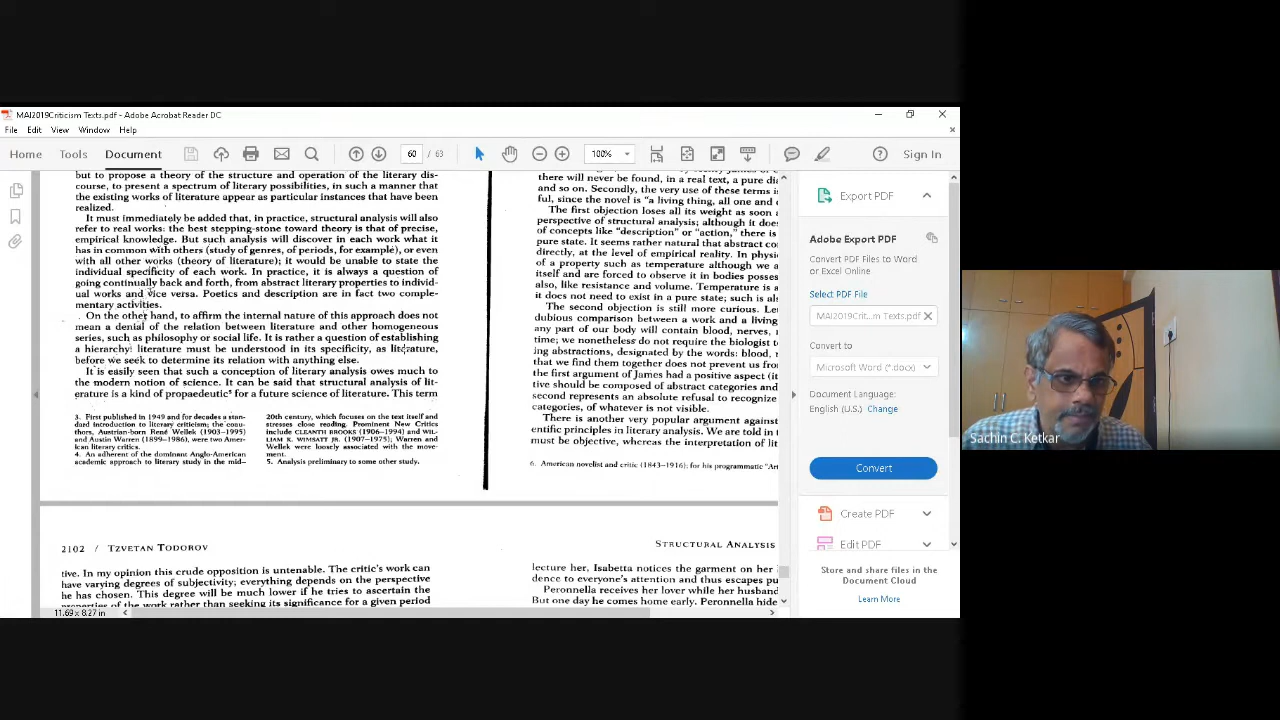 MAI2019Criticism Texts.pdf - Adobe Acrobat Reader DC
File Edit View Window Help
Home Tools Document 60 / 63 100% Sign In
but to propose a theory of the structure and operation of the literary dis-
course, to present a spectrum of literary possibilities, in such a manner that
the existing works of literature appear as particular instances that have been
realized.
It must immediately be added that, in practice, structural analysis will also
refer to real works: the best stepping-stone toward theory is that of precise,
empirical knowledge. But such analysis will discover in each work what it
has in common with others (study of genres, of periods, for example), or even
with all other works (theory of literature); it would be unable to state the
individual specificity of each work. In practice, it is always a question of
going continually back and forth, from abstract literary properties to individ-
ual works and vice versa. Poetics and description are in fact two comple-
mentary activities.
On the other hand, to affirm the internal nature of this approach does not
mean a denial of the relation between literature and other homogeneous
series, such as philosophy or social life. It is rather a question of establishing
a hierarchy: literature must be understood in its specificity, as literature,
before we seek to determine its relation with anything else.
It is easily seen that such a conception of literary analysis owes much to
the modern notion of science. It can be said that structural analysis of lit-
erature is a kind of propaedeutic⁵ for a future science of literature. This term
3. First published in 1949 and for decades a stan-
dard introduction to literary criticism; the coau-
thors, Austrian-born René Wellek (1903–1995)
and Austin Warren (1899–1986), were two Amer-
ican literary critics.
4. An adherent of the dominant Anglo-American
academic approach to literary study in the mid–
20th century, which focuses on the text itself and
stresses close reading. Prominent New Critics
include CLEANTH BROOKS (1906–1994) and WIL-
LIAM K. WIMSATT JR. (1907–1975); Warren and
Wellek were loosely associated with the move-
ment.
5. Analysis preliminary to some other study.
there will never be found, in a real text, a pure
and so on. Secondly, the very use of these terms
ful, since the novel is "a living thing, all one and
The first objection loses all its weight as soon
perspective of structural analysis; although it
of concepts like "description" or "action," there is
pure state. It seems rather natural that abstract
directly, at the level of empirical reality. In
of a property such as temperature although we
itself and are forced to observe it in bodies
also, like resistance and volume. Temperature is
it does not need to exist in a pure state; such is
The second objection is still more curious.
dubious comparison between a work and a living
any part of our body will contain blood, nerves,
time; we nonetheless do not require the biologist
ing abstractions, designated by the words: blood,
that we find them together does not prevent us
the first argument of James had a positive aspect
tive should be composed of abstract categories and
second represents an absolute refusal to recognize
categories, of whatever is not visible.
There is another very popular argument against
entific principles in literary analysis. We are told in
must be objective, whereas the interpretation of
6. American novelist and critic (1843–1916); for his programmatic
2102 / TZVETAN TODOROV
STRUCTURAL ANALYSIS
tive. In my opinion this crude opposition is untenable. The critic's work can
have varying degrees of subjectivity; everything depends on the perspective
he has chosen. This degree will be much lower if he tries to ascertain the
properties of the work rather than seeking its significance for a given period
lecture her, Isabetta notices the garment on her
dence to everyone's attention and thus escapes
Peronnella receives her lover while her husband
But one day he comes home early. Peronnella
11.69 x 8.27 in
Export PDF
Adobe Export PDF
Convert PDF Files to Word
or Excel Online
Select PDF File
MAI2019Crit...m Texts.pdf
Convert to
Microsoft Word (*.docx)
Document Language:
English (U.S.) Change
Convert
Create PDF
Edit PDF
Store and share files in the
Document Cloud
Learn More
Sachin C. Ketkar